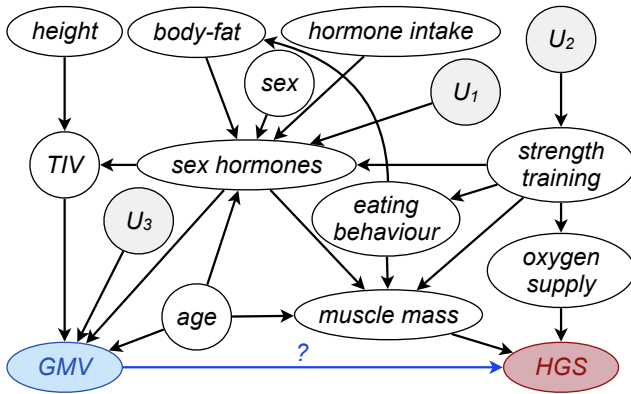 height
body-fat
hormone intake
U2
sex
U1
TIV
sex hormones
strength
training
U3
eating
behaviour
oxygen
supply
age
muscle mass
?
GMV
HGS